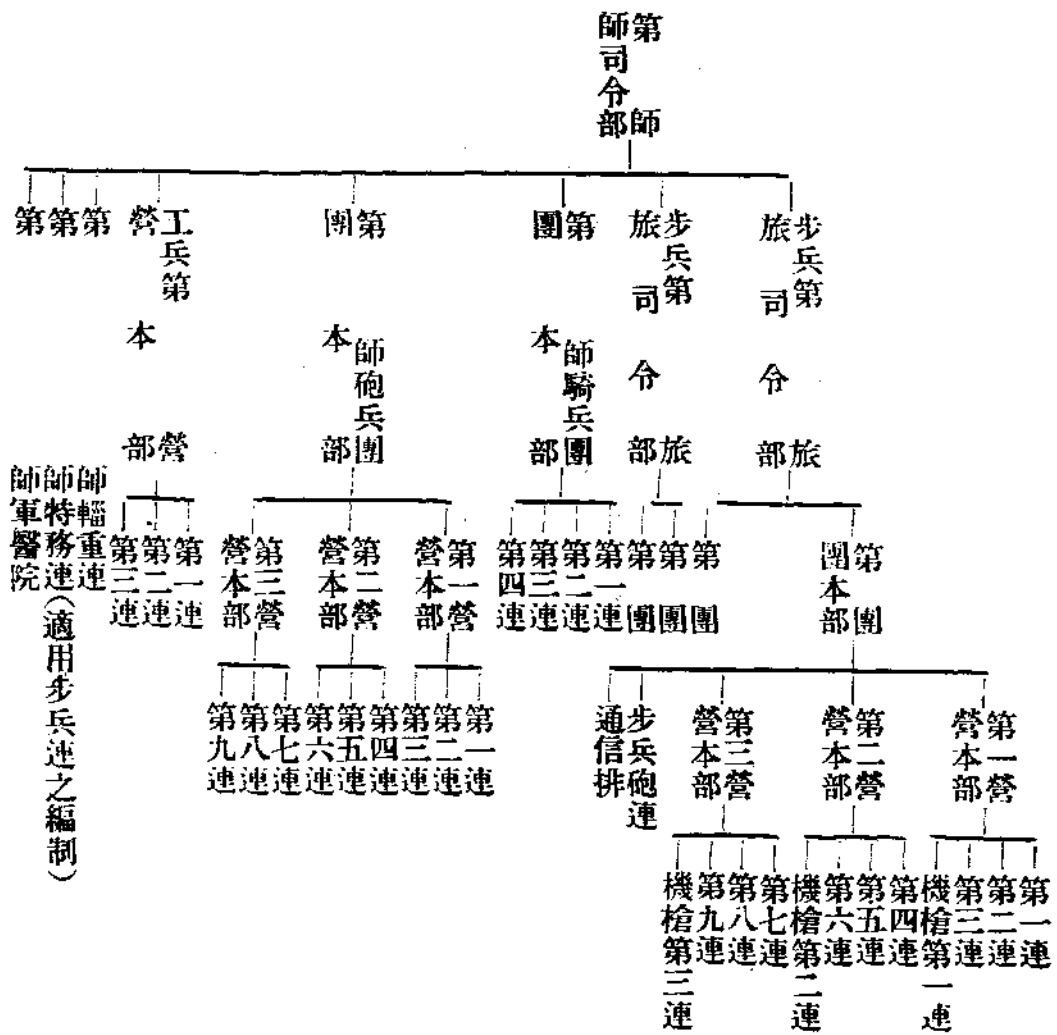 第　師
師司令部
步兵第　旅
旅司令部
步兵第　旅
旅司令部
第　師騎兵團
團本部
第　師砲兵團
團本部
工兵第　營
營本部
第　師輜重連
第　師特務連（適用步兵連之編制）
第　師軍醫院
第　團
團本部
第　團
第　團
第　團
第一連
第二連
第三連
第四連
第一營
營本部
第二營
營本部
第三營
營本部
第一連
第二連
第三連
第一營
營本部
第二營
營本部
第三營
營本部
步兵砲連
通信排
第一連
第二連
第三連
第四連
第五連
第六連
第七連
第八連
第九連
第一連
第二連
第三連
機槍第一連
第四連
第五連
第六連
機槍第二連
第七連
第八連
第九連
機槍第三連